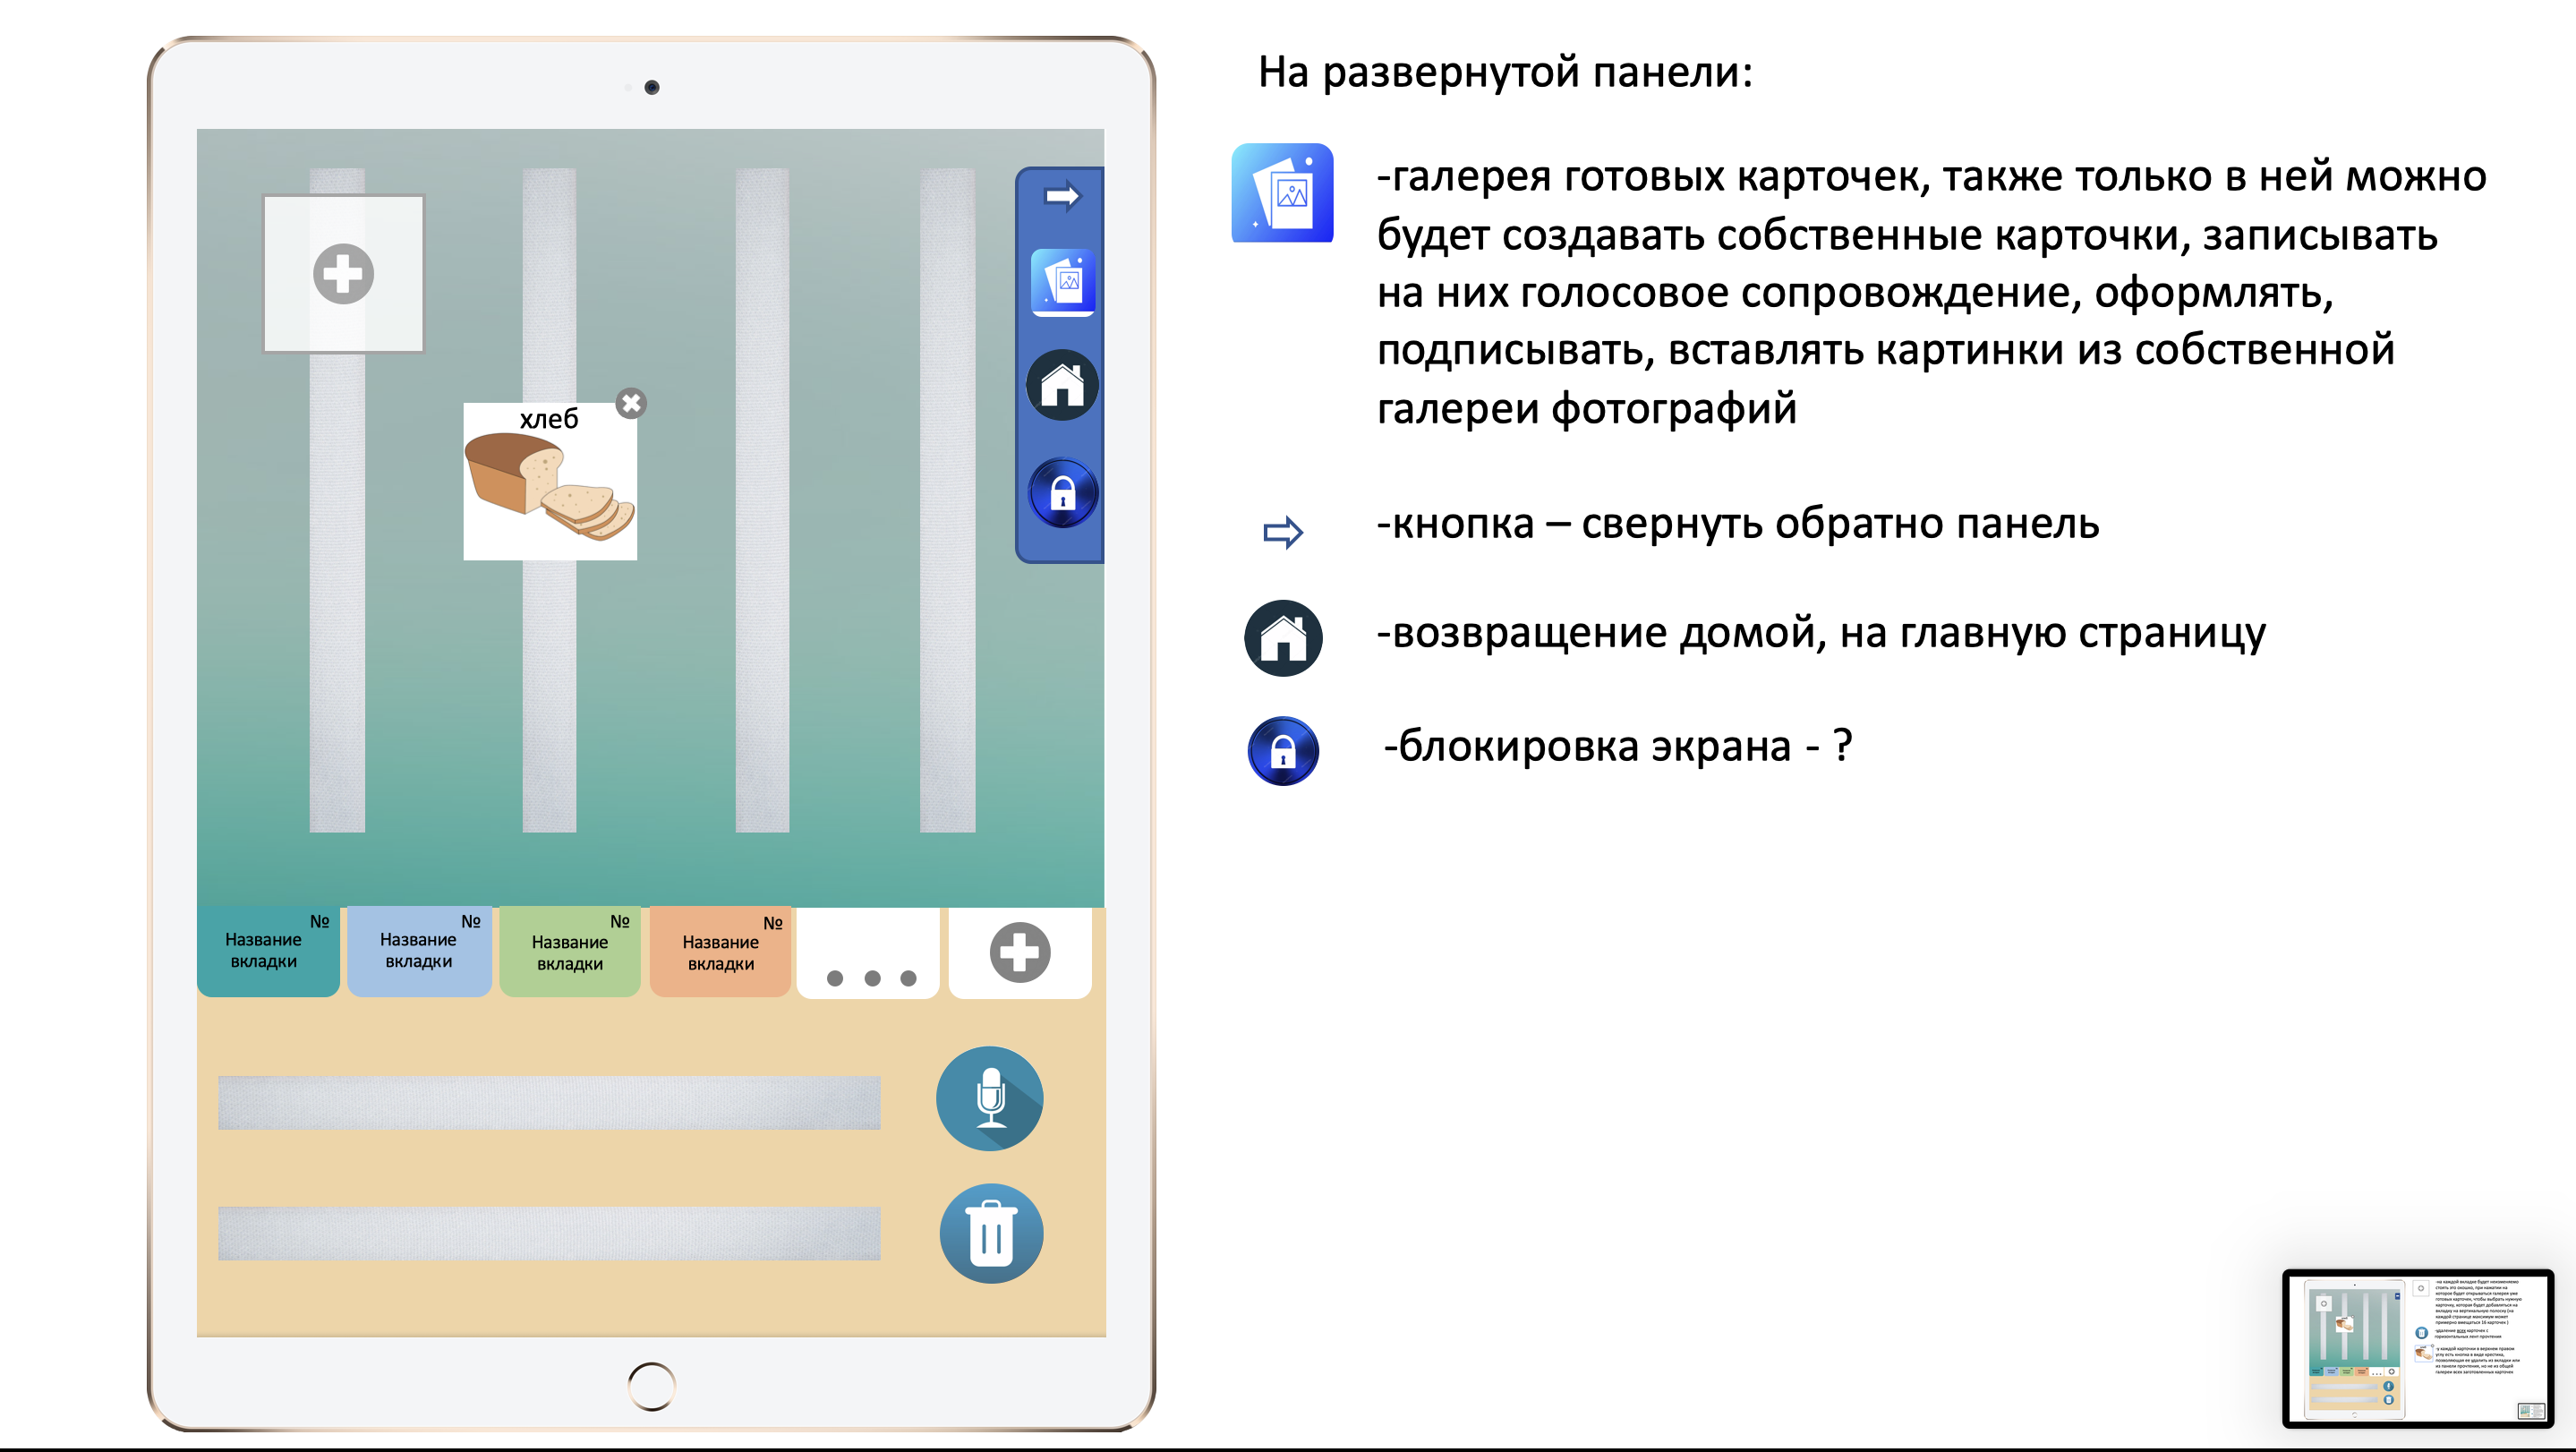 На развернутой панели:
-галерея готовых карточек, также только в ней можно
будет создавать собственные карточки, записывать
на них голосовое сопровождение, оформлять,
подписывать, вставлять картинки из собственной
галереи фотографий
-кнопка – свернуть обратно панель
-возвращение домой, на главную страницу
-блокировка экрана - ?
хлеб
№
Название
вкладки
№
Название
вкладки
№
Название
вкладки
№
Название
вкладки